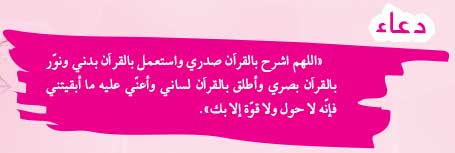 دعاء
«اللهم اشرح بالقرآن صدري واستعمل بالقرآن بدني ونوّر
بالقرآن بصري وأطلق بالقرآن لساني وأعنّي عليه ما أبقيتني
فإنّه لا حول ولا قوّة إلا بك».